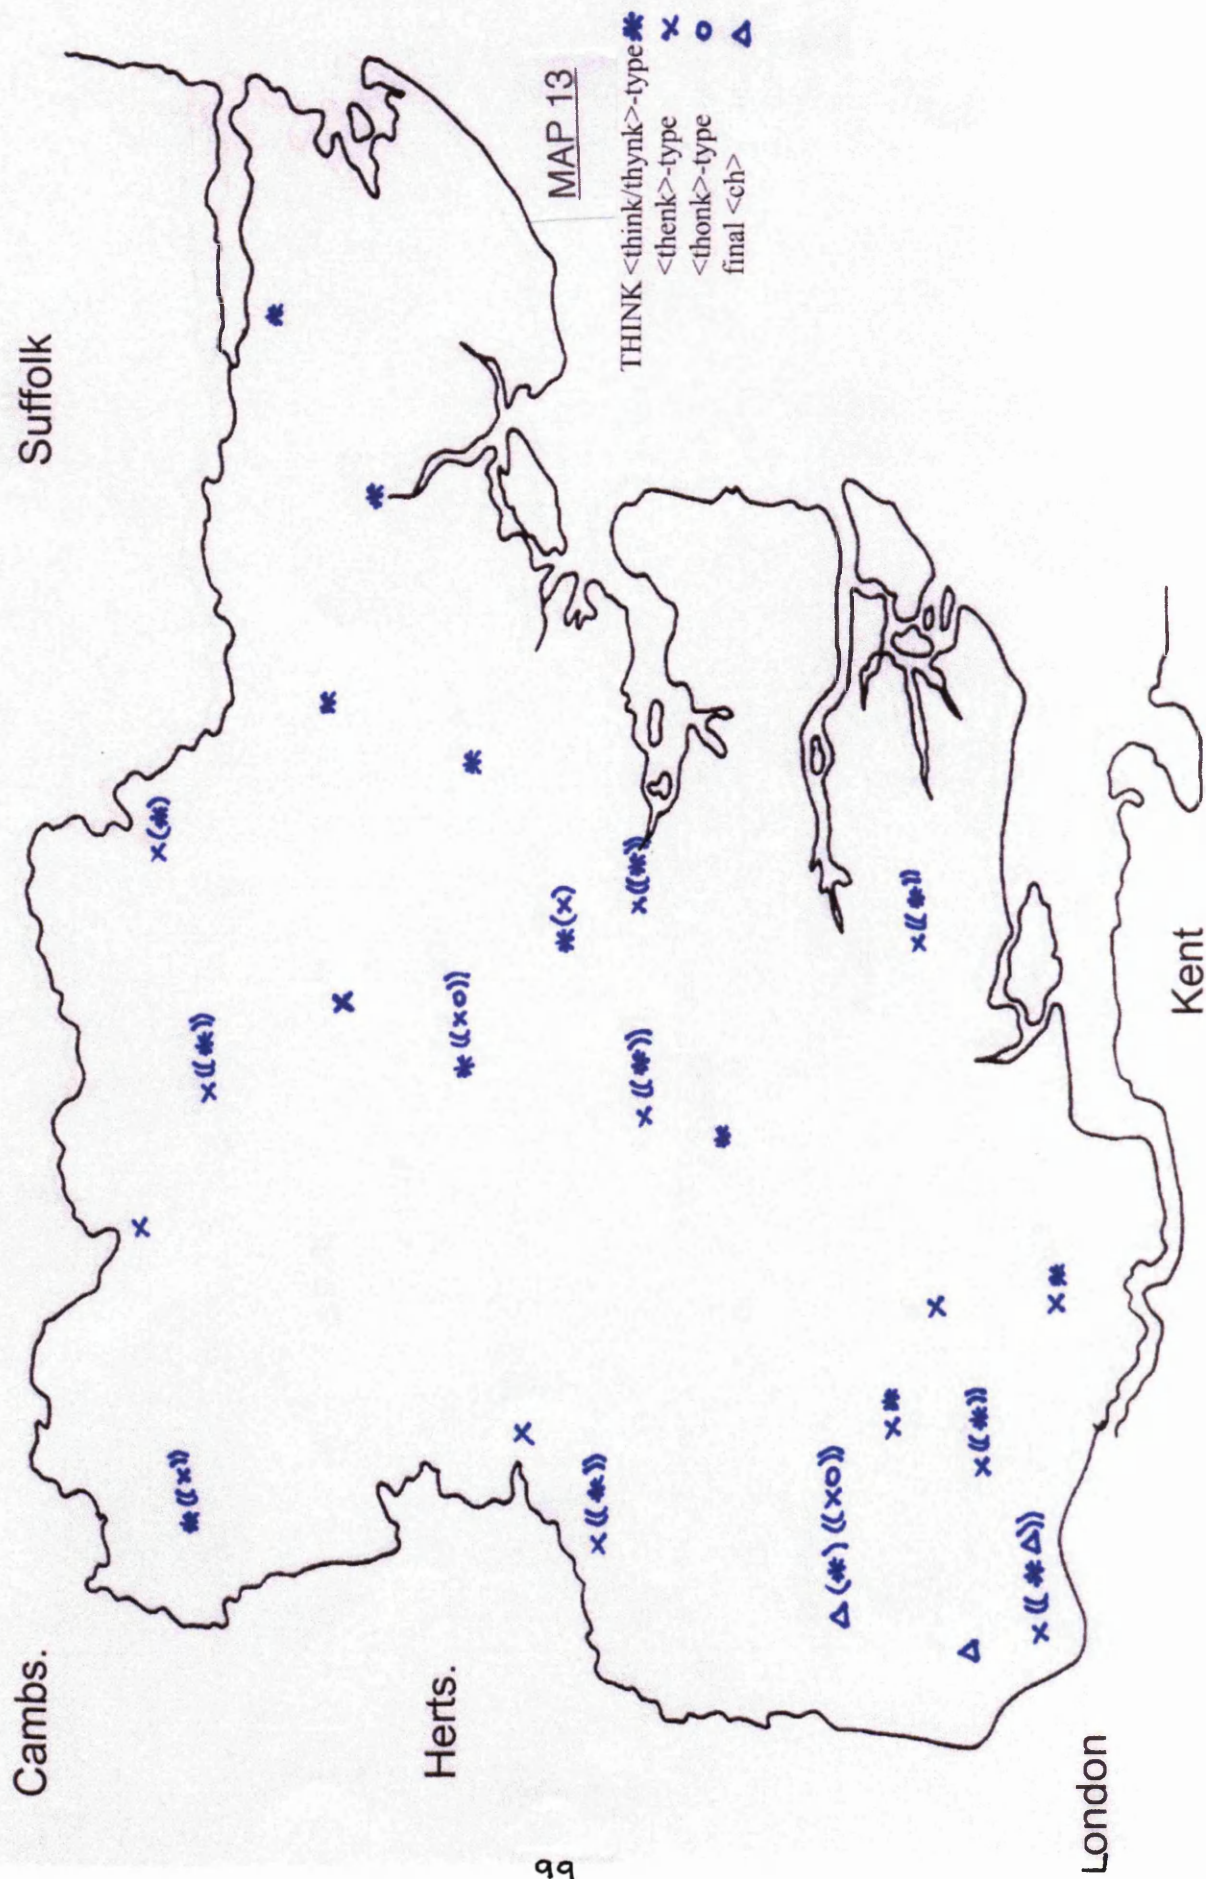 Cambs.
Suffolk
Herts.
MAP 13
THINK <think/thynk>-type *
<thenk>-type x
<thonk>-type o
final <ch> Δ
London
Kent
99